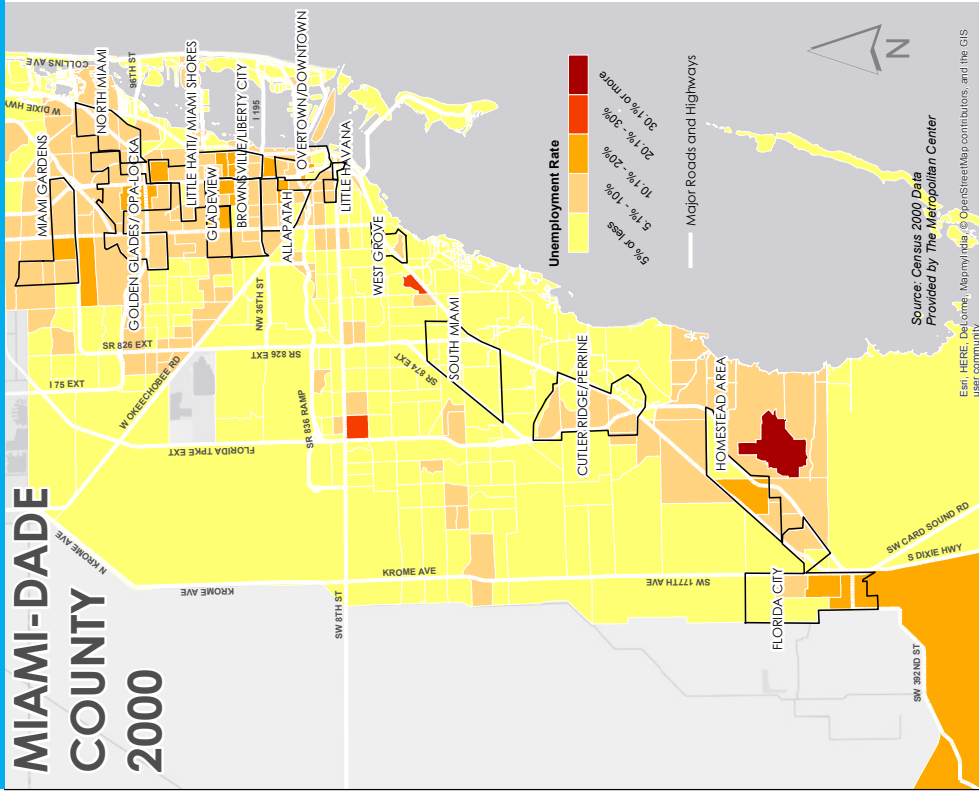 MIAMI-DADE
COUNTY
2000
COLLINS AVE
W DIXIE HWY
96TH ST
NORTH MIAMI
MIAMI GARDENS
GOLDEN GLADES/ OPA-LOCKA
LITTLE HAITI/ MIAMI SHORES
I 195
GLADEVIEW
BROWNSVILLE/LIBERTY CITY
OVERTOWN/DOWNTOWN
ALLAPATAH
LITTLE HAVANA
WEST GROVE
NW 36TH ST
SR 826 EXT
SR 826 EXT
I 75 EXT
W OKEECHOBEE RD
SR 874 EXT
SOUTH MIAMI
SR 836 RAMP
FLORIDA TPKE EXT
CUTLER RIDGE/PERRINE
HOMESTEAD AREA
N KROME AVE
KROME AVE
KROME AVE
SW 8TH ST
SW 177TH AVE
FLORIDA CITY
SW CARD SOUND RD
S DIXIE HWY
SW 392ND ST
Unemployment Rate
5% or less
5.1% - 10%
10.1% - 20%
20.1% - 30%
30.1% or more
Major Roads and Highways
N
Source: Census 2000 Data
Provided by The Metropolitan Center
Esri, HERE, DeLorme, MapmyIndia, © OpenStreetMap contributors, and the GIS
user community